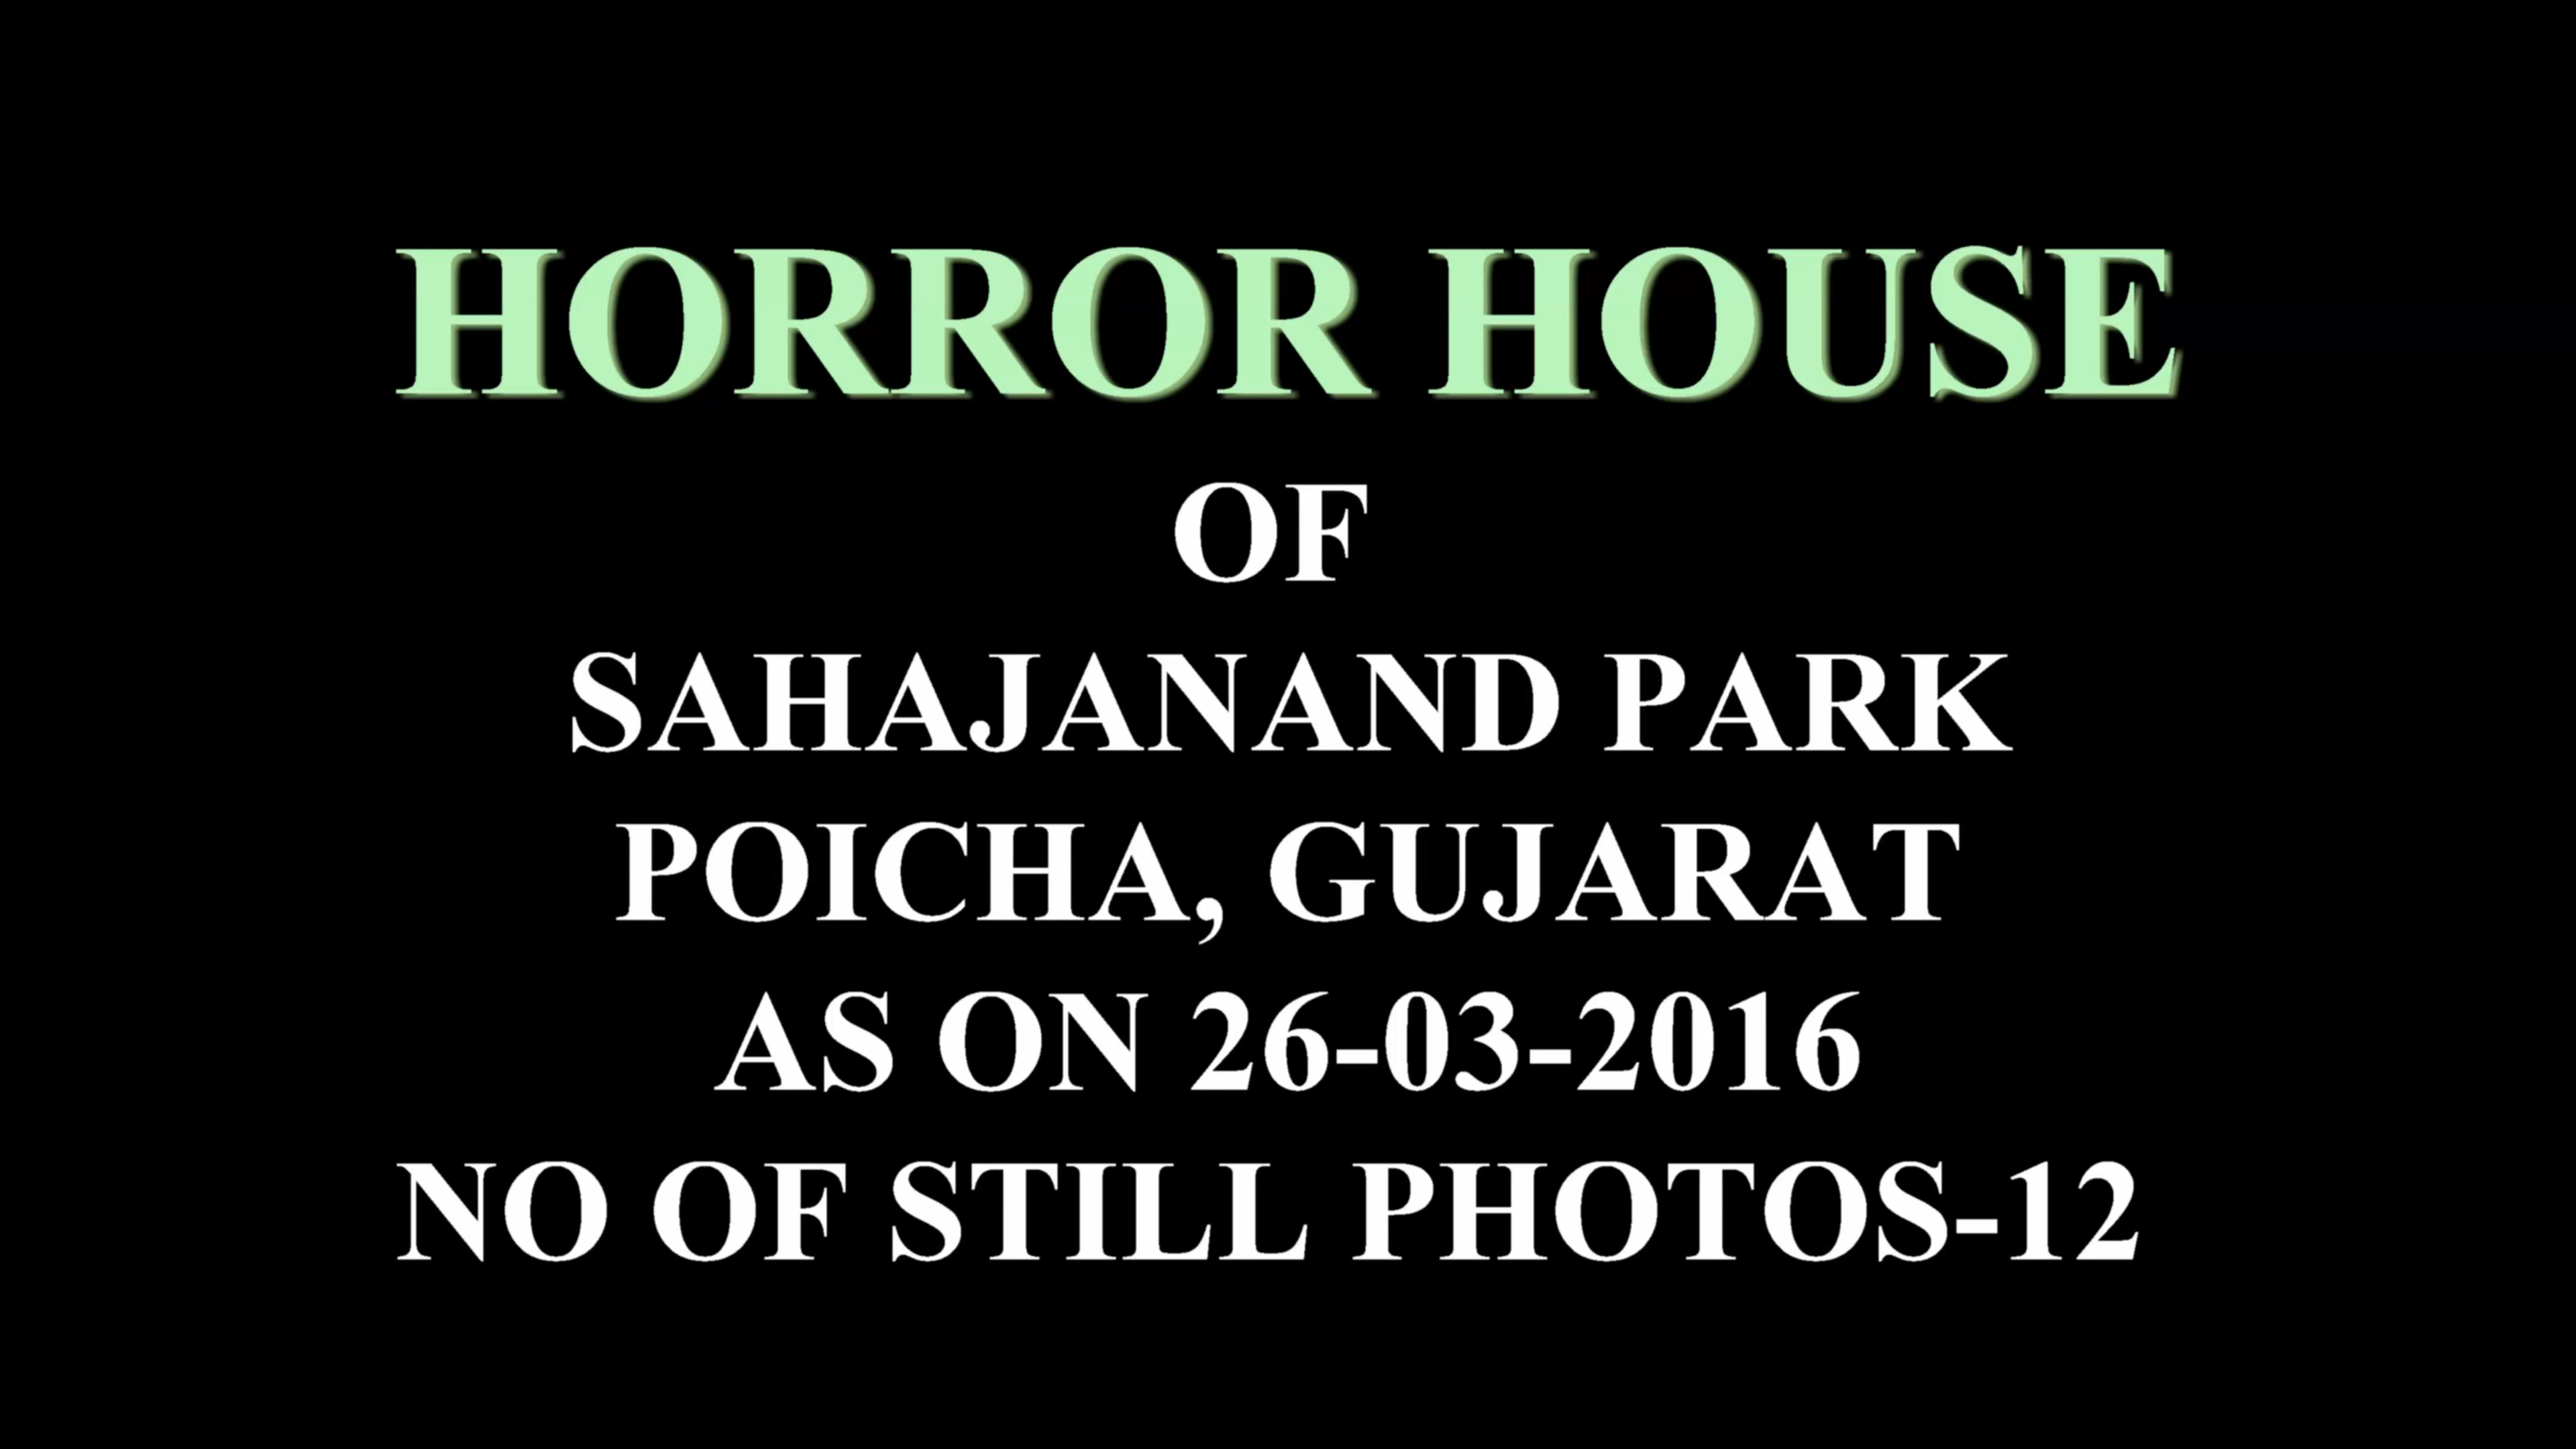 HORROR HOUSE
OF
SAHAJANAND PARK
POICHA, GUJARAT
AS ON 26-03-2016
NO OF STILL PHOTOS-12